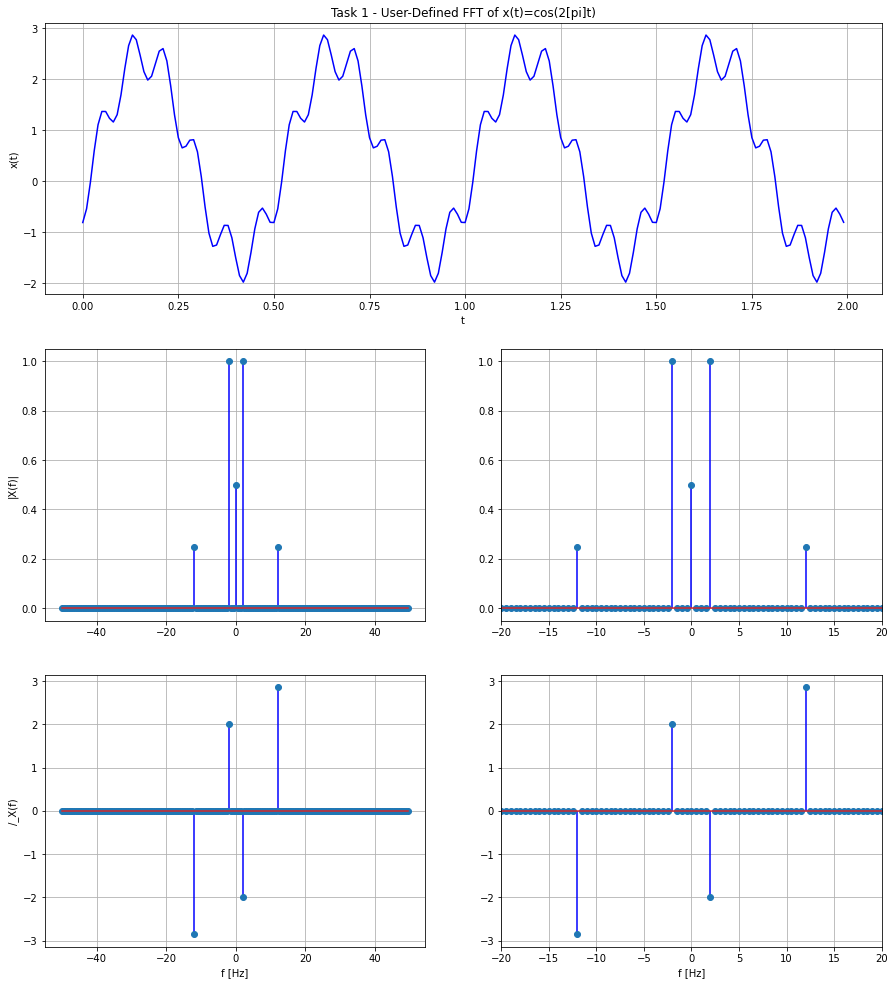 Task 1 - User-Defined FFT of x(t)=cos(2[pi]t)
3
2
1
0
−1
−2
x(t)
0.00 0.25 0.50 0.75 1.00 1.25 1.50 1.75 2.00
t
1.0
0.8
0.6
0.4
0.2
0.0
|X(f)|
−40 −20 0 20 40
1.0
0.8
0.6
0.4
0.2
0.0
−20 −15 −10 −5 0 5 10 15 20
3
2
1
0
−1
−2
−3
/_X(f)
−40 −20 0 20 40
f [Hz]
3
2
1
0
−1
−2
−3
−20 −15 −10 −5 0 5 10 15 20
f [Hz]